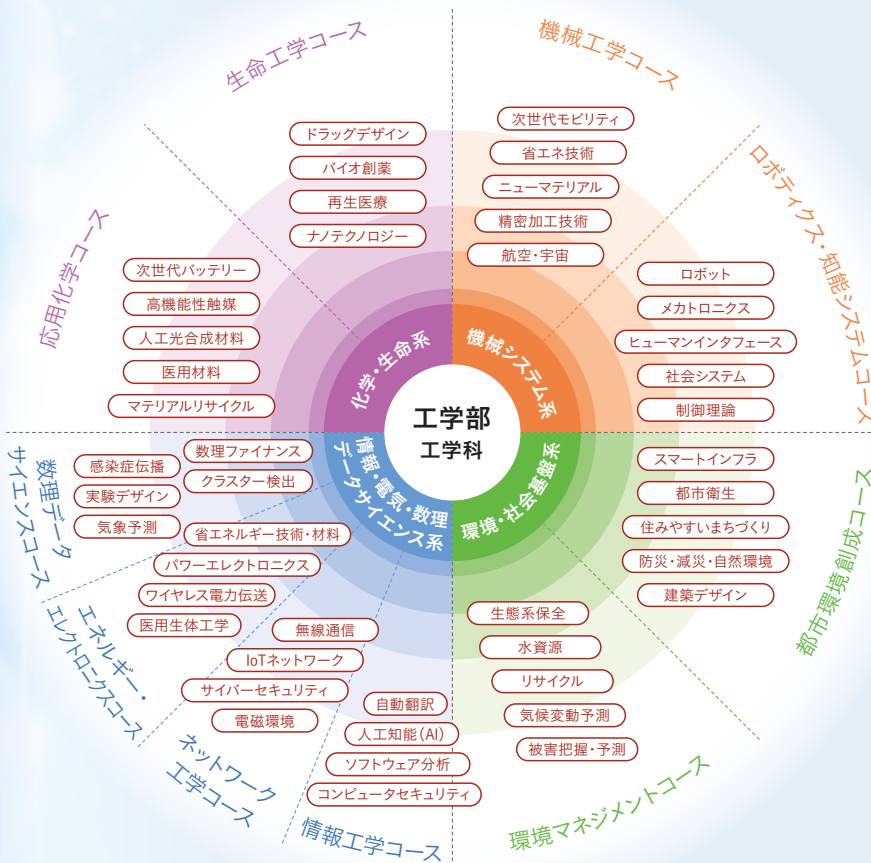 工学部
工学科
機械システム系
機械工学コース
次世代モビリティ
省エネ技術
ニューマテリアル
精密加工技術
航空・宇宙
ロボティクス・知能システムコース
ロボット
メカトロニクス
ヒューマンインタフェース
社会システム
制御理論
環境・社会基盤系
都市環境創成コース
スマートインフラ
都市衛生
住みやすいまちづくり
防災・減災・自然環境
建築デザイン
環境マネジメントコース
生態系保全
水資源
リサイクル
気候変動予測
被害把握・予測
情報・電気・数理
データサイエンス系
情報工学コース
自動翻訳
人工知能(AI)
ソフトウェア分析
コンピュータセキュリティ
ネットワーク
工学コース
無線通信
IoTネットワーク
サイバーセキュリティ
電磁環境
エネルギー・
エレクトロニクスコース
省エネルギー技術・材料
パワーエレクトロニクス
ワイヤレス電力伝送
医用生体工学
数理データ
サイエンスコース
数理ファイナンス
クラスター検出
感染症伝播
実験デザイン
気象予測
化学・生命系
応用化学コース
次世代バッテリー
高機能性触媒
人工光合成材料
医用材料
マテリアルリサイクル
生命工学コース
ドラッグデザイン
バイオ創薬
再生医療
ナノテクノロジー